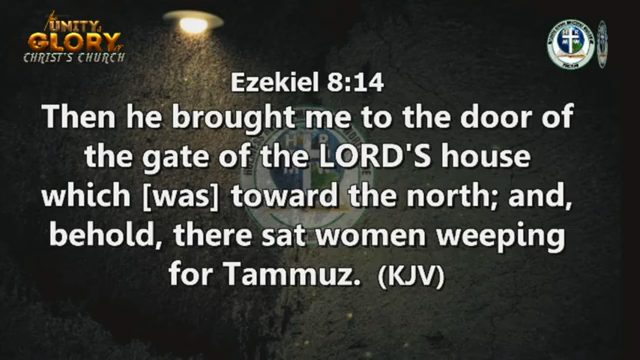 UNITY,
GLORY
CHRIST'S CHURCH
Ezekiel 8:14
Then he brought me to the door of
the gate of the LORD'S house
which [was] toward the north; and,
behold, there sat women weeping
for Tammuz. (KJV)